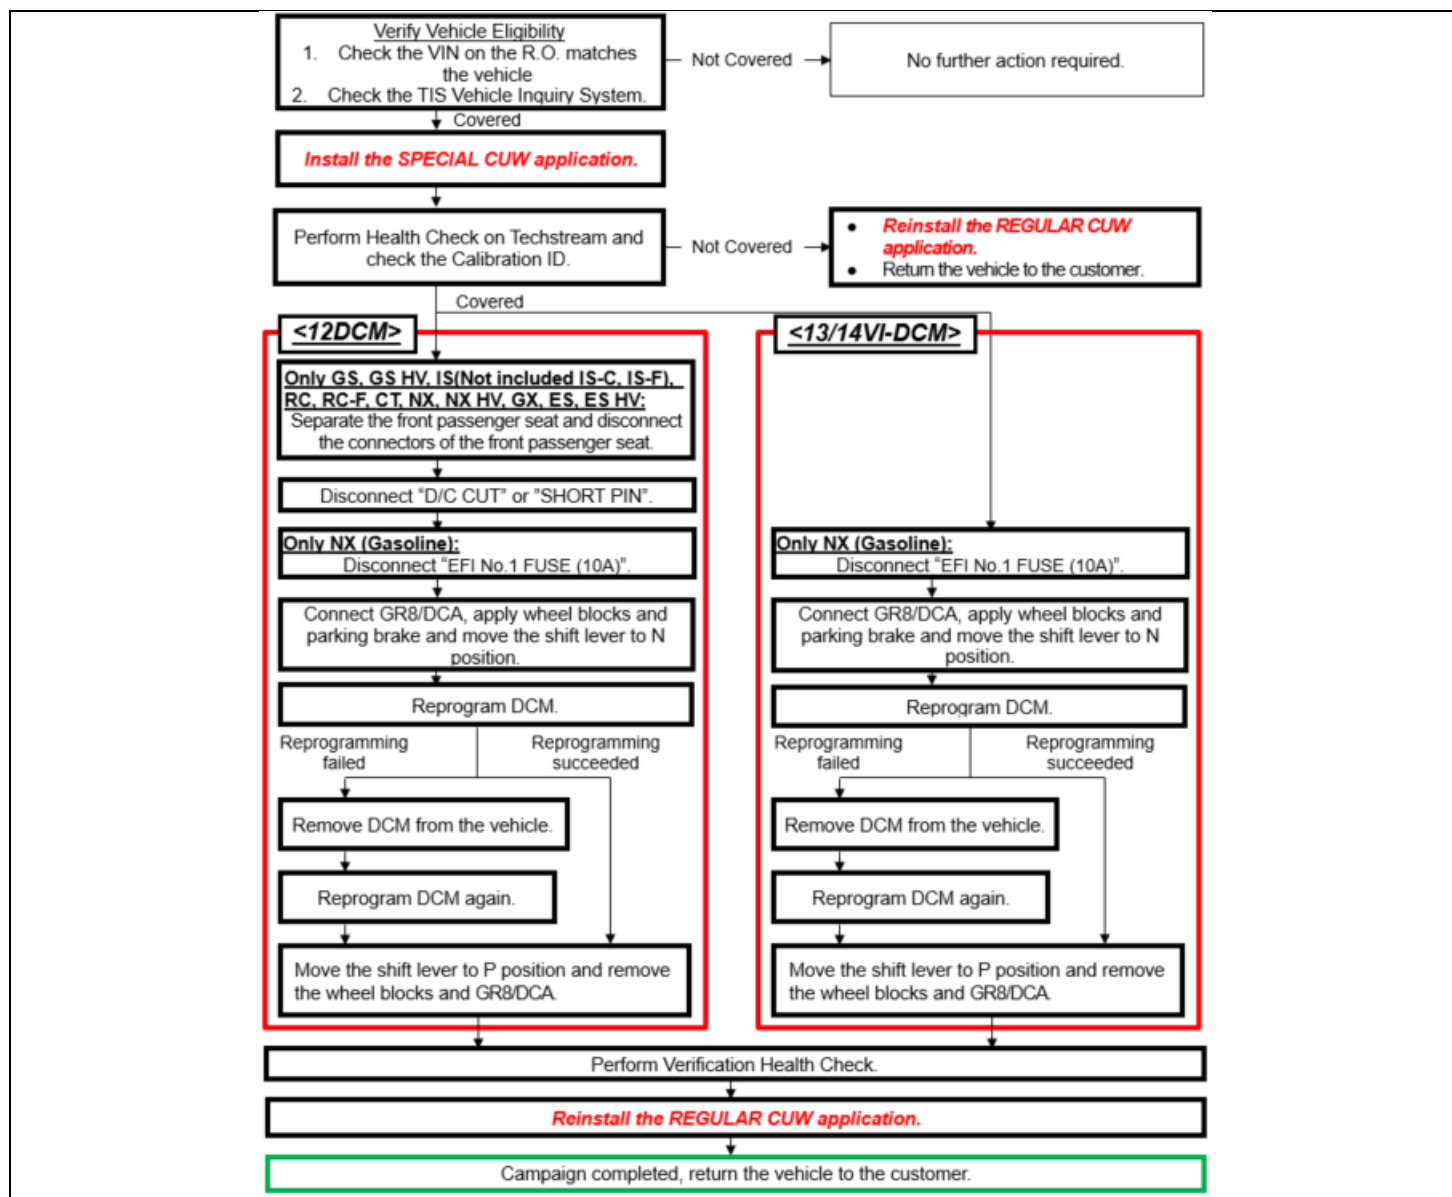 Verify Vehicle Eligibility
1. Check the VIN on the R.O. matches
the vehicle
2. Check the TIS Vehicle Inquiry System.
Not Covered
No further action required.
Covered
Install the SPECIAL CUW application.
Perform Health Check on Techstream and
check the Calibration ID.
Not Covered
● Reinstall the REGULAR CUW
application.
● Return the vehicle to the customer.
Covered
<12DCM>
Only GS, GS HV, IS(Not included IS-C, IS-F),
RC, RC-F, CT, NX, NX HV, GX, ES, ES HV:
Separate the front passenger seat and disconnect
the connectors of the front passenger seat.
Disconnect “D/C CUT” or ”SHORT PIN”.
Only NX (Gasoline):
Disconnect “EFI No.1 FUSE (10A)”.
Connect GR8/DCA, apply wheel blocks and
parking brake and move the shift lever to N
position.
Reprogram DCM.
Reprogramming
failed
Reprogramming
succeeded
Remove DCM from the vehicle.
Reprogram DCM again.
Move the shift lever to P position and remove
the wheel blocks and GR8/DCA.
<13/14VI-DCM>
Only NX (Gasoline):
Disconnect “EFI No.1 FUSE (10A)”.
Connect GR8/DCA, apply wheel blocks and
parking brake and move the shift lever to N
position.
Reprogram DCM.
Reprogramming
failed
Reprogramming
succeeded
Remove DCM from the vehicle.
Reprogram DCM again.
Move the shift lever to P position and remove
the wheel blocks and GR8/DCA.
Perform Verification Health Check.
Reinstall the REGULAR CUW application.
Campaign completed, return the vehicle to the customer.